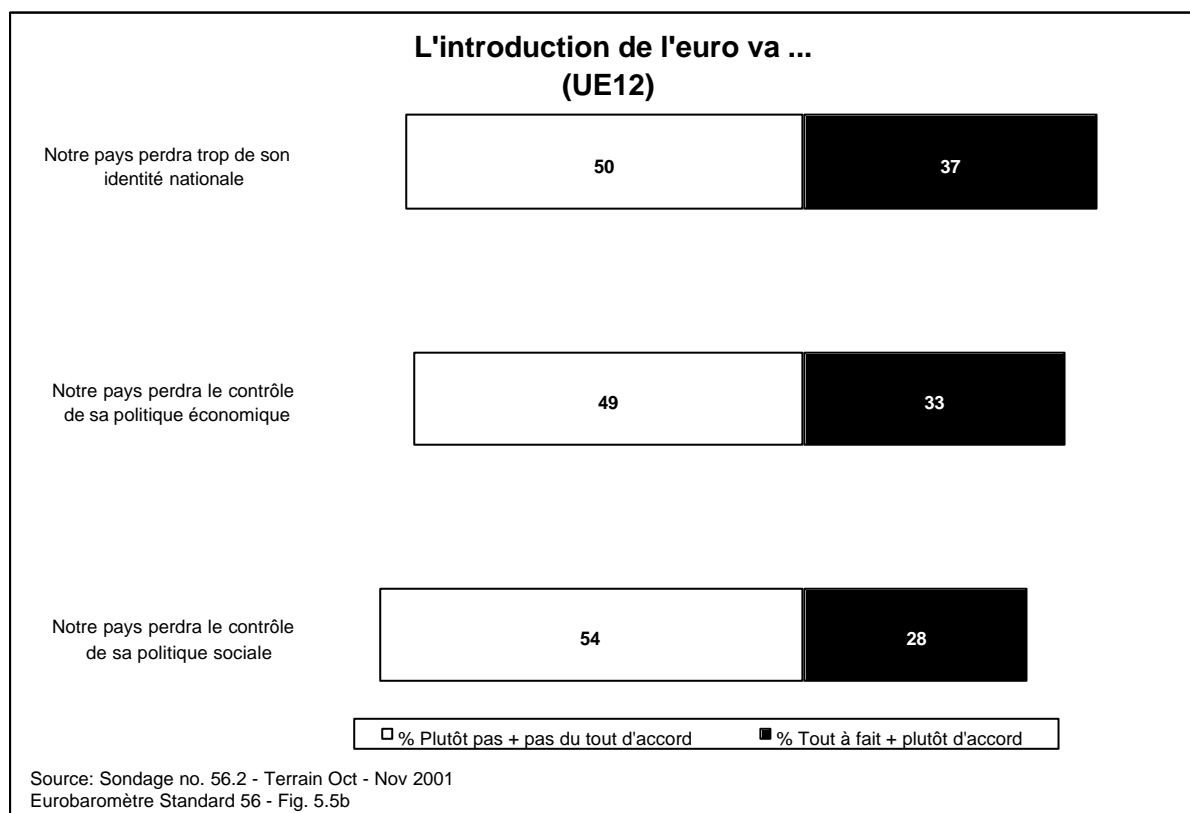 L'introduction de l'euro va ...
(UE12)
Notre pays perdra trop de son
identité nationale
50
37
Notre pays perdra le contrôle
de sa politique économique
49
33
Notre pays perdra le contrôle
de sa politique sociale
54
28
% Plutôt pas + pas du tout d'accord
% Tout à fait + plutôt d'accord
Source: Sondage no. 56.2 - Terrain Oct - Nov 2001
Eurobaromètre Standard 56 - Fig. 5.5b